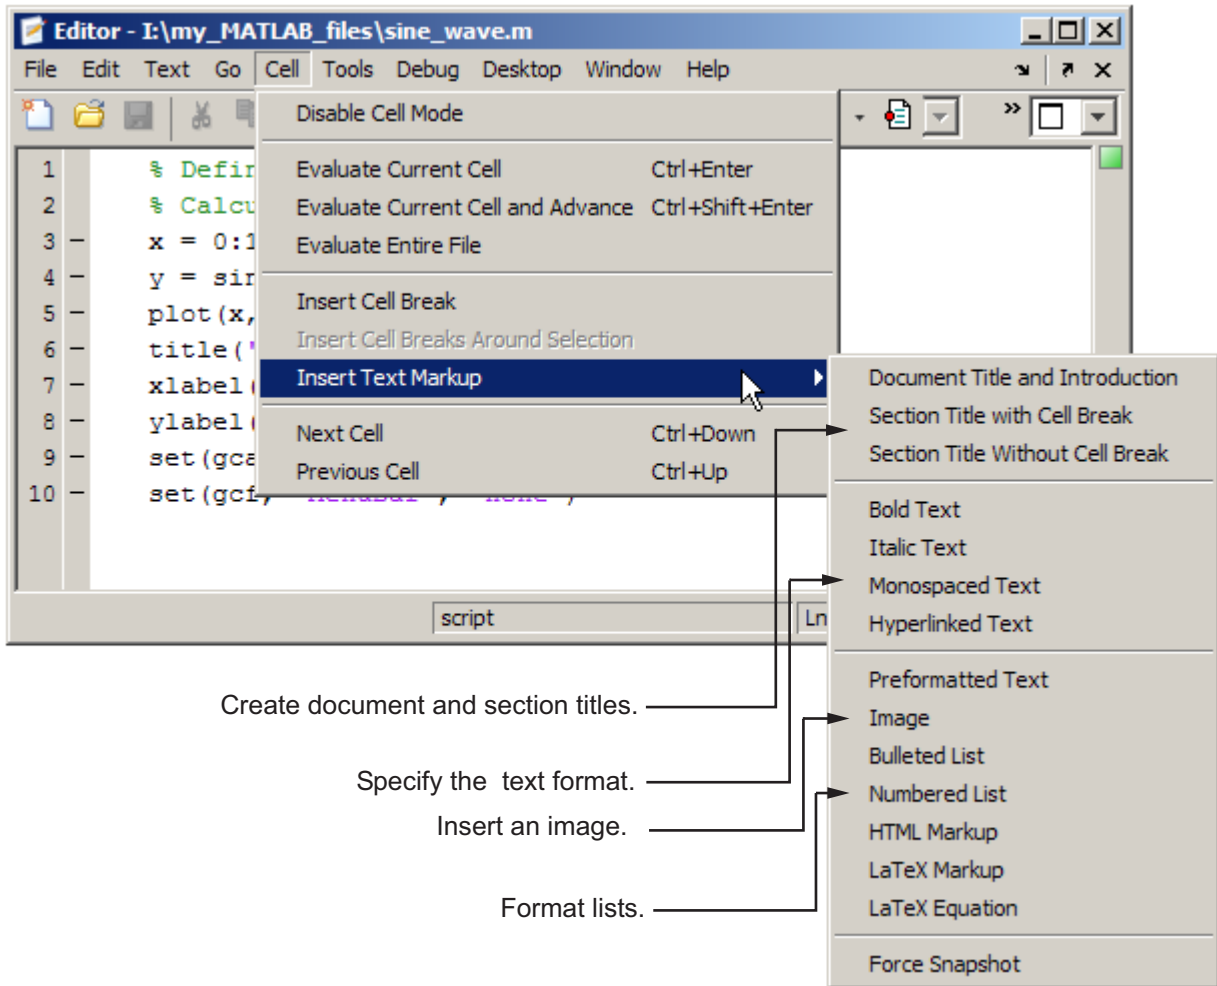 Editor - I:\my_MATLAB_files\sine_wave.m
File Edit Text Go Cell Tools Debug Desktop Window Help
Disable Cell Mode
Evaluate Current Cell Ctrl+Enter
Evaluate Current Cell and Advance Ctrl+Shift+Enter
Evaluate Entire File
Insert Cell Break
Insert Cell Breaks Around Selection
Insert Text Markup
Next Cell Ctrl+Down
Previous Cell Ctrl+Up
1 % Defin
2 % Calcu
3 - x = 0:1
4 - y = sin
5 - plot(x,
6 - title('
7 - xlabel(
8 - ylabel(
9 - set(gca
10 - set(gcf,
script Ln
Document Title and Introduction
Section Title with Cell Break
Section Title Without Cell Break
Bold Text
Italic Text
Monospaced Text
Hyperlinked Text
Preformatted Text
Image
Bulleted List
Numbered List
HTML Markup
LaTeX Markup
LaTeX Equation
Force Snapshot
Create document and section titles.
Specify the text format.
Insert an image.
Format lists.